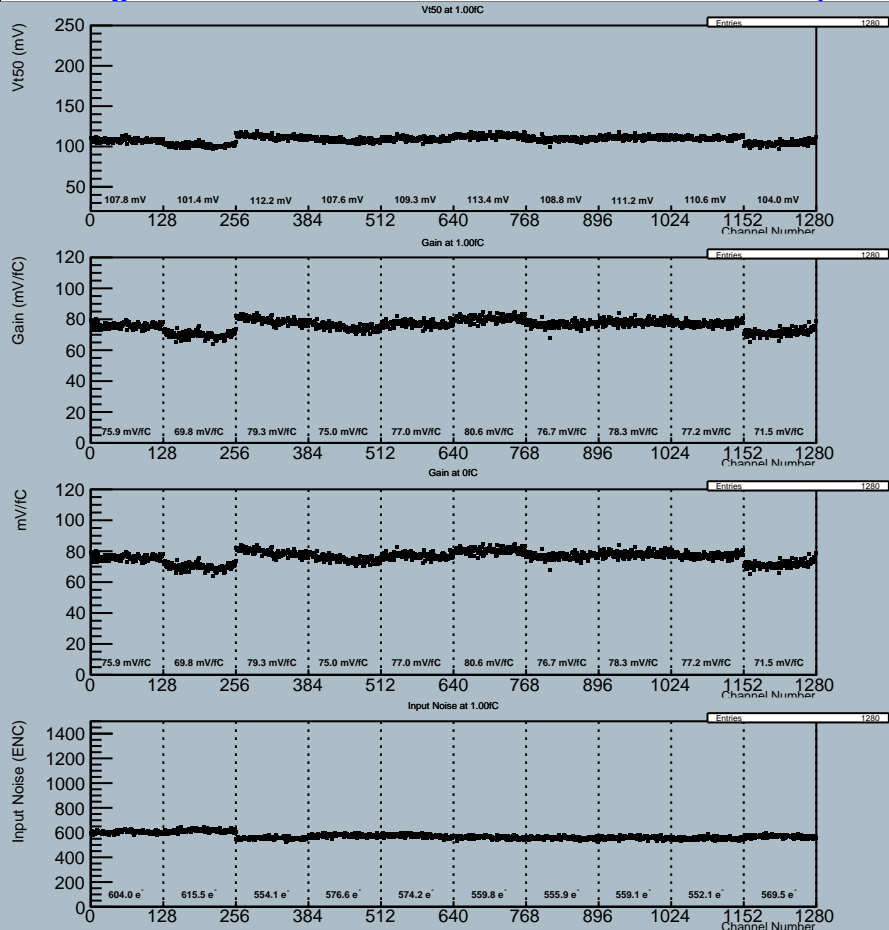 Vt50 at 1.00fC
Entries 1280
Vt50 (mV)
250
200
150
100
50
107.8 mV 101.4 mV 112.2 mV 107.6 mV 109.3 mV 113.4 mV 108.8 mV 111.2 mV 110.6 mV 104.0 mV
0 128 256 384 512 640 768 896 1024 1152 1280
Channel Number
Gain at 1.00fC
Entries 1280
Gain (mV/fC)
120
100
80
60
40
20
0
75.9 mV/fC 69.8 mV/fC 79.3 mV/fC 75.0 mV/fC 77.0 mV/fC 80.6 mV/fC 76.7 mV/fC 78.3 mV/fC 77.2 mV/fC 71.5 mV/fC
0 128 256 384 512 640 768 896 1024 1152 1280
Channel Number
Gain at 0fC
Entries 1280
mV/fC
120
100
80
60
40
20
0
75.9 mV/fC 69.8 mV/fC 79.3 mV/fC 75.0 mV/fC 77.0 mV/fC 80.6 mV/fC 76.7 mV/fC 78.3 mV/fC 77.2 mV/fC 71.5 mV/fC
0 128 256 384 512 640 768 896 1024 1152 1280
Channel Number
Input Noise at 1.00fC
Entries 1280
Input Noise (ENC)
1400
1200
1000
800
600
400
200
0
604.0 e⁻ 615.5 e⁻ 554.1 e⁻ 576.6 e⁻ 574.2 e⁻ 559.8 e⁻ 555.9 e⁻ 559.1 e⁻ 552.1 e⁻ 569.5 e⁻
0 128 256 384 512 640 768 896 1024 1152 1280
Channel Number